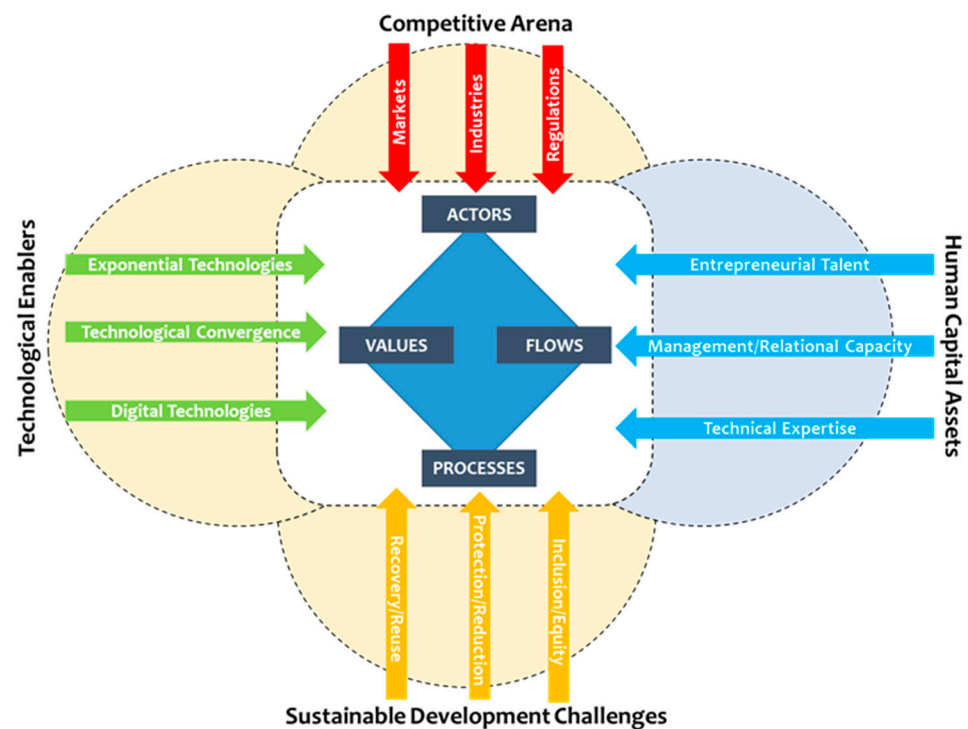 Competitive Arena
Markets
Industries
Regulations
ACTORS
Technological Enablers
Exponential Technologies
Technological Convergence
Digital Technologies
VALUES
FLOWS
Entrepreneurial Talent
Management/Relational Capacity
Technical Expertise
Human Capital Assets
PROCESSES
Recovery/Reuse
Protection/Reduction
Inclusion/Equity
Sustainable Development Challenges